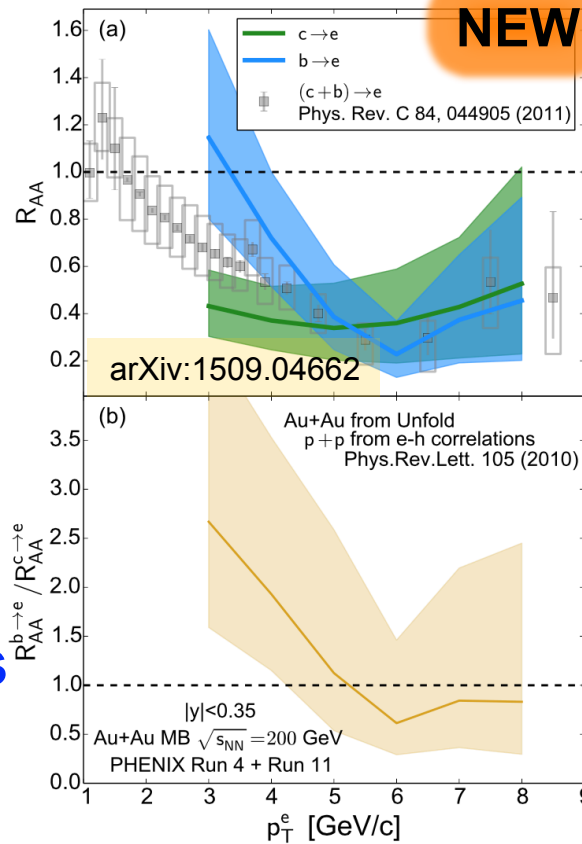 NEW
(a)
c→e
b→e
(c+b)→e
Phys. Rev. C 84, 044905 (2011)
1.6
1.4
1.2
1.0
0.8
0.6
0.4
0.2
R_AA
arXiv:1509.04662
(b)
Au+Au from Unfold
p+p from e-h correlations
Phys.Rev.Lett. 105 (2010)
3.5
3.0
2.5
2.0
1.5
1.0
0.5
0.0
R_AA^b→e / R_AA^c→e
s
|y|<0.35
Au+Au MB √s_NN =200 GeV
PHENIX Run 4 + Run 11
1 2 3 4 5 6 7 8 9
p_T^e [GeV/c]